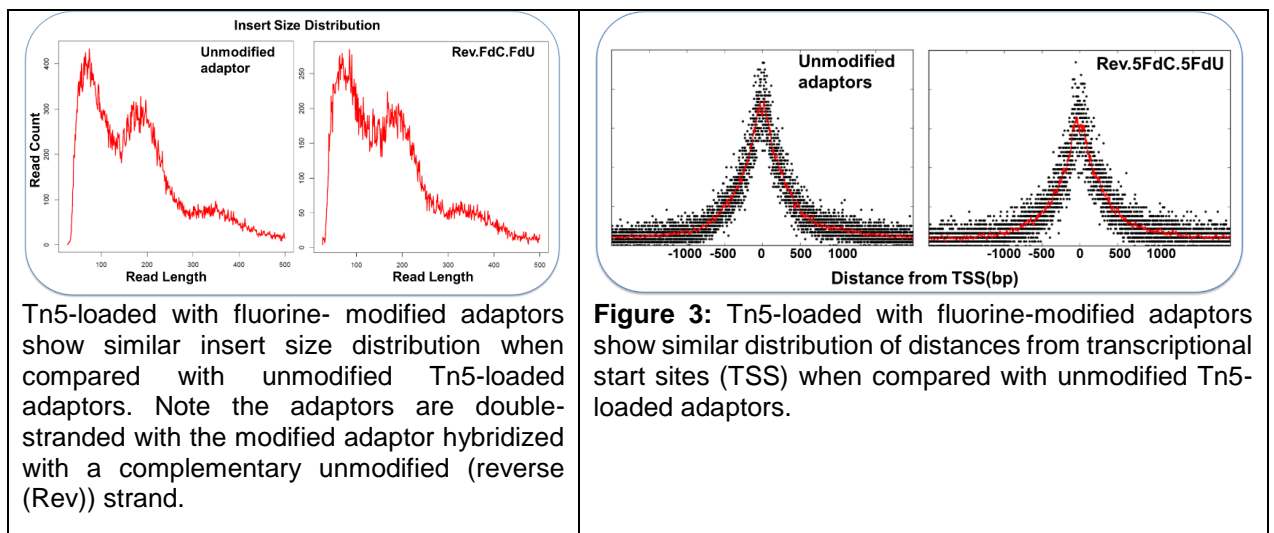 Insert Size Distribution
Unmodified
adaptor
Rev.FdC.FdU
Read Count
400
300
200
100
0
250
200
150
100
50
0
100
200
300
400
500
100
200
300
400
500
Read Length
Read Length
Tn5-loaded with fluorine- modified adaptors
show similar insert size distribution when
compared with unmodified Tn5-loaded
adaptors. Note the adaptors are double-
stranded with the modified adaptor hybridized
with a complementary unmodified (reverse
(Rev)) strand.
Unmodified
adaptors
Rev.5FdC.5FdU
-1000
-500
0
500
1000
-1000
-500
0
500
1000
Distance from TSS(bp)
Figure 3: Tn5-loaded with fluorine-modified adaptors
show similar distribution of distances from transcriptional
start sites (TSS) when compared with unmodified Tn5-
loaded adaptors.